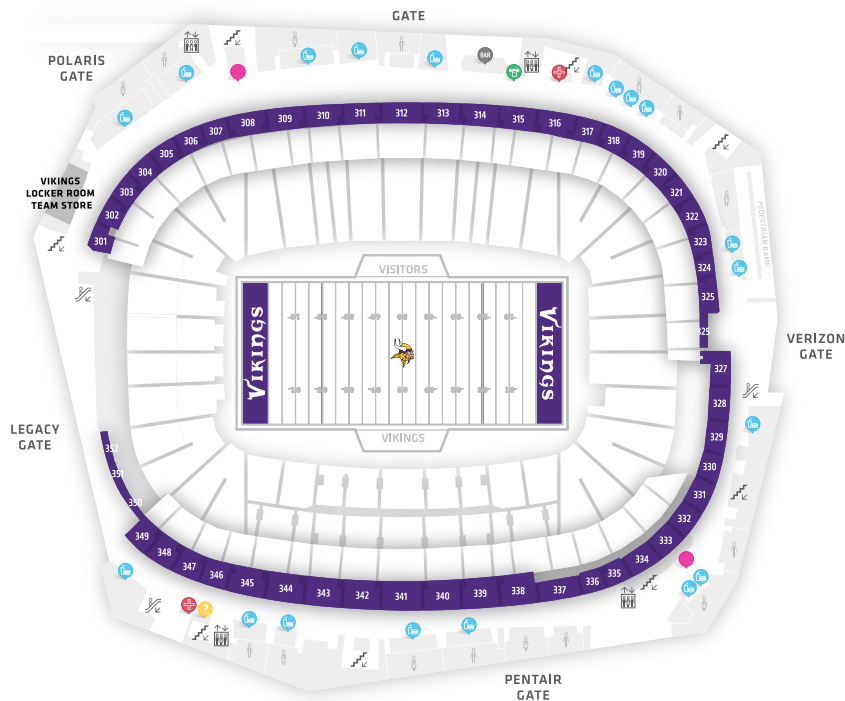 GATE
POLARIS
GATE
BAR
VIKINGS
LOCKER ROOM
TEAM STORE
301
302
303
304
305
306
307
308
309
310
311
312
313
314
315
316
317
318
319
320
321
322
323
324
325
325
PEDESTRIAN RAMP
VISITORS
VIKINGS
VIKINGS
VIKINGS
VERIZON
GATE
LEGACY
GATE
327
328
329
330
331
332
333
334
335
336
337
338
339
340
341
342
343
344
345
346
347
348
349
350
351
352
?
PENTAIR
GATE